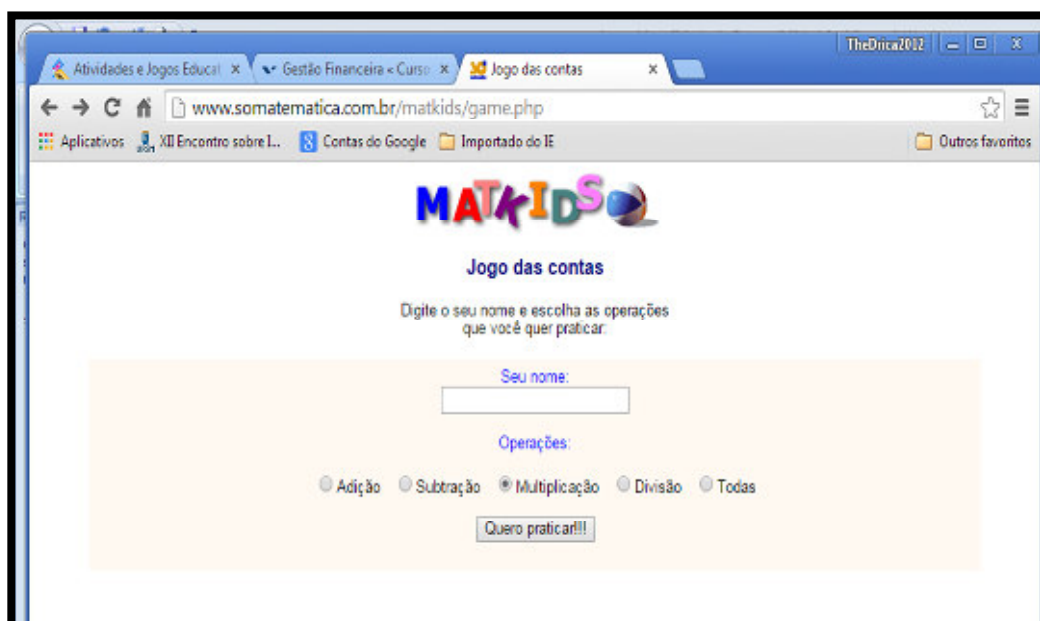 TheDrica2012
Atividades e Jogos Educat
Gestão Financeira « Curso
Jogo das contas
www.somatematica.com.br/matkids/game.php
Aplicativos
XII Encontro sobre I...
Contas do Google
Importado do IE
Outros favoritos
MATKIDS
Jogo das contas
Digite o seu nome e escolha as operações
que você quer praticar:
Seu nome:
Operações:
Adição Subtração Multiplicação Divisão Todas
Quero praticar!!!